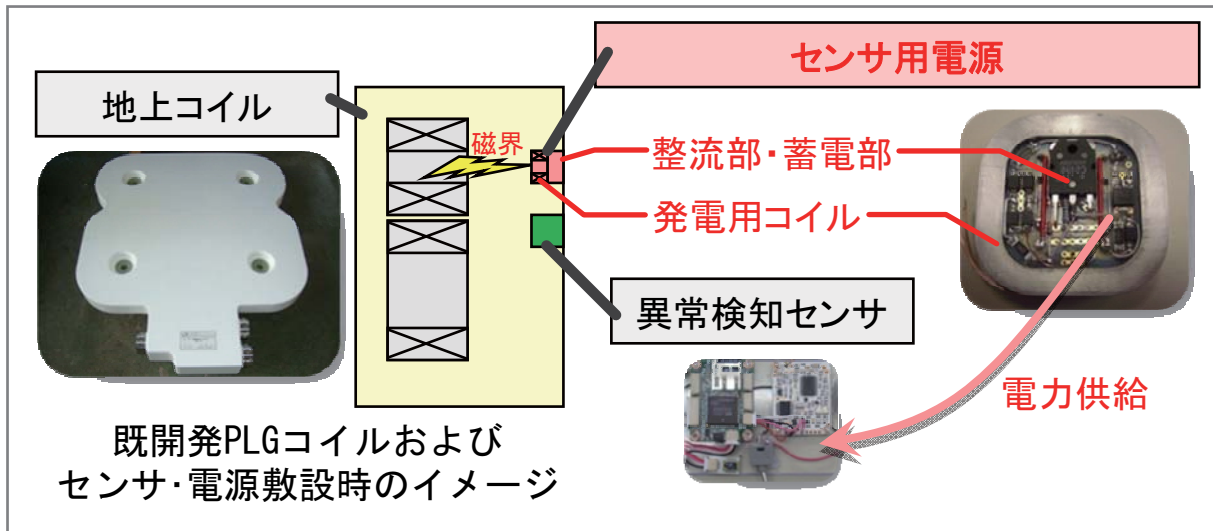 センサ用電源
地上コイル
磁界
整流部・蓄電部
発電用コイル
異常検知センサ
電力供給
既開発PLGコイルおよび
センサ・電源敷設時のイメージ